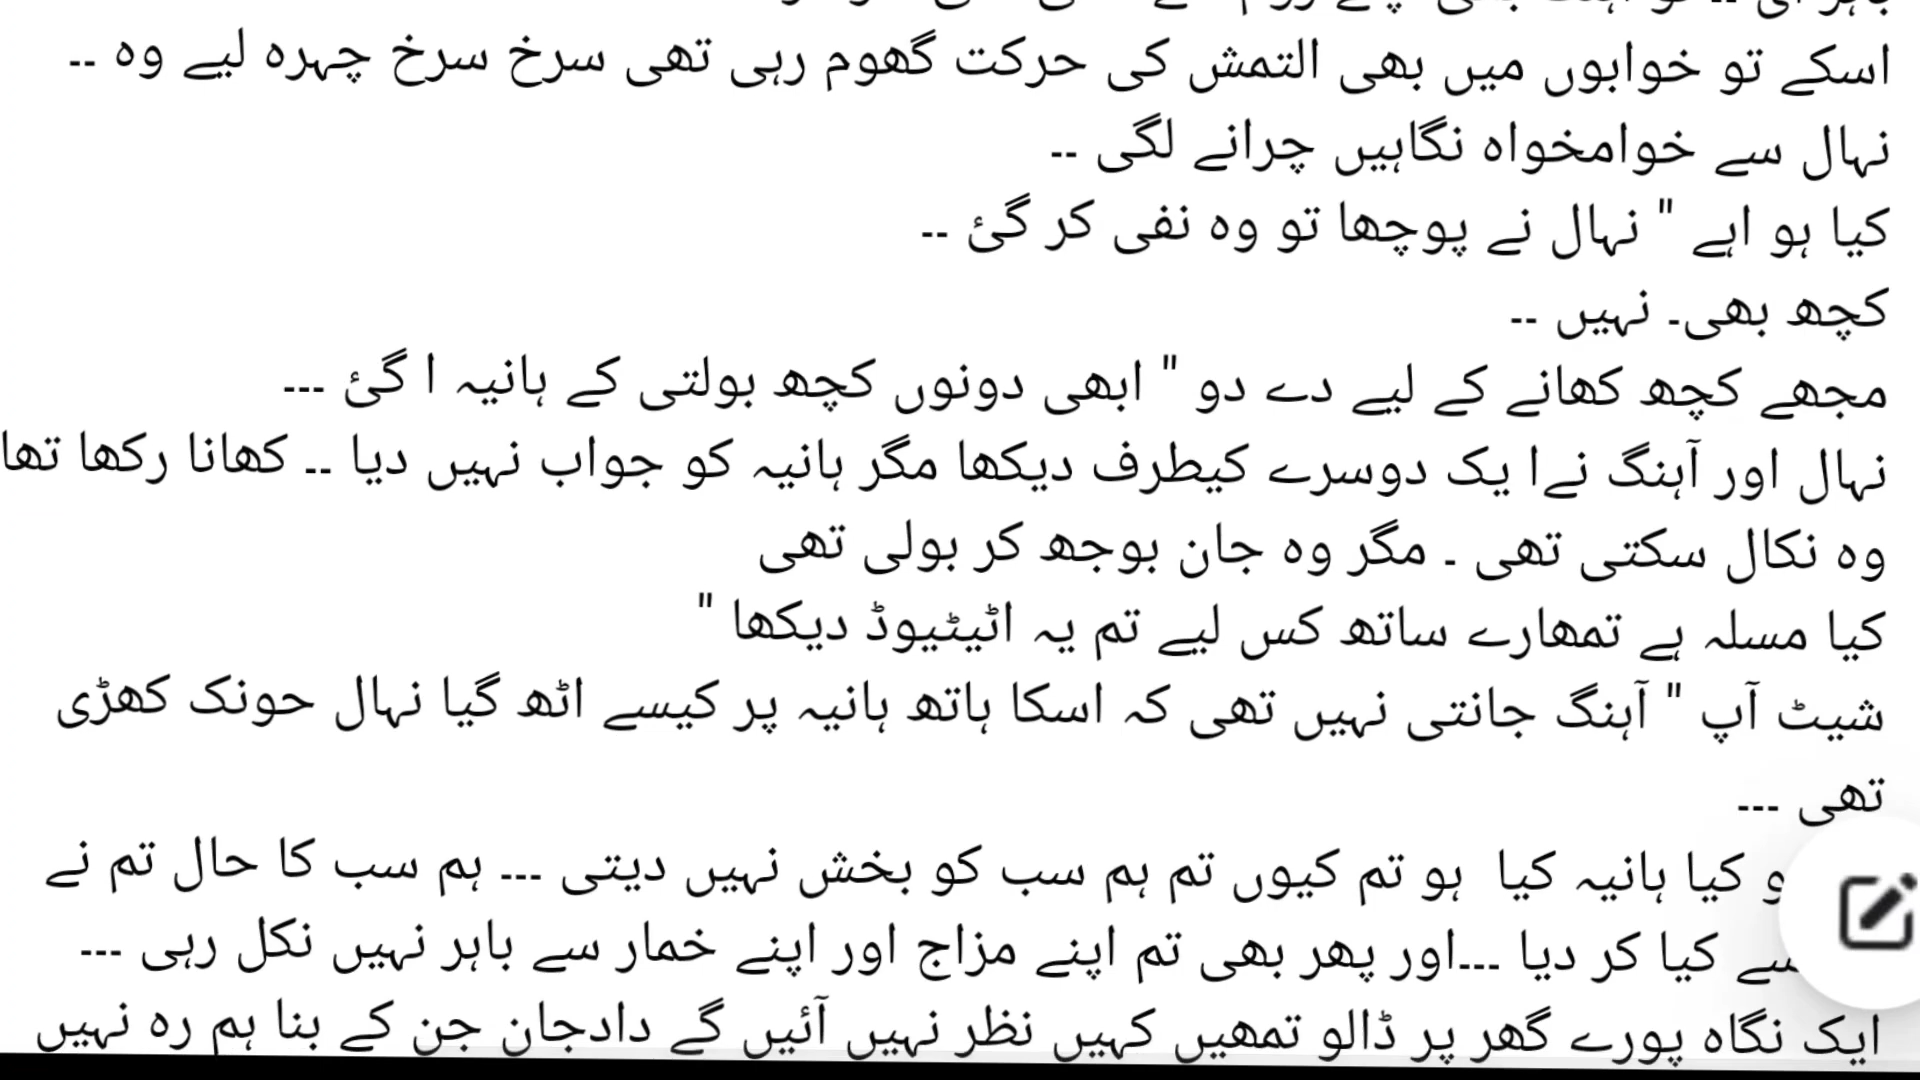 اسکے تو خوابوں میں بھی التمش کی حرکت گھوم رہی تھی سرخ سرخ چہرہ لیے وہ --
نہال سے خوامخواہ نگاہیں چرانے لگی --
کیا ہو اہے " نہال نے پوچھا تو وہ نفی کر گئ --
کچھ بھی۔ نہیں --
مجھے کچھ کھانے کے لیے دے دو " ابھی دونوں کچھ بولتی کے ہانیہ ا گئ ---
نہال اور آہنگ نےا یک دوسرے کیطرف دیکھا مگر ہانیہ کو جواب نہیں دیا -- کھانا رکھا تھا
وہ نکال سکتی تھی ۔ مگر وہ جان بوجھ کر بولی تھی
کیا مسلہ ہے تمھارے ساتھ کس لیے تم یہ اٹیٹیوڈ دیکھا "
شیٹ آپ " آہنگ جانتی نہیں تھی کہ اسکا ہاتھ ہانیہ پر کیسے اٹھ گیا نہال حونک کھڑی
تھی ---
کیا ہانیہ کیا ہو تم کیوں تم ہم سب کو بخش نہیں دیتی --- ہم سب کا حال تم نے
کیا کر دیا ---اور پھر بھی تم اپنے مزاج اور اپنے خمار سے باہر نہیں نکل رہی ---
ایک نگاہ پورے گھر پر ڈالو تمھیں کہیں نظر نہیں آئیں گے دادجان جن کے بنا ہم رہ نہیں